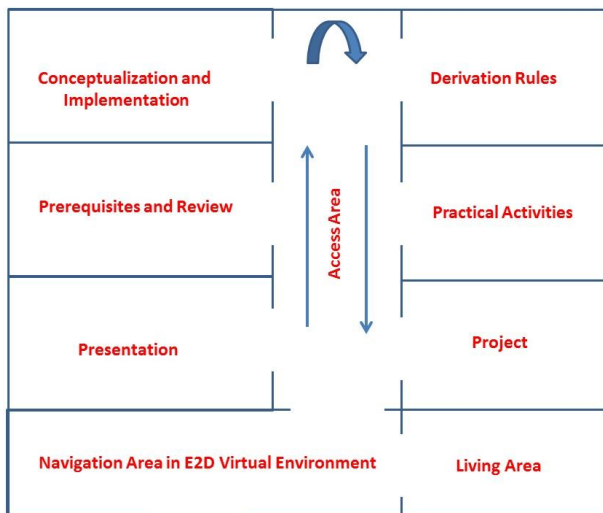 Conceptualization and
Implementation
Derivation Rules
Prerequisites and Review
Access Area
Practical Activities
Presentation
Project
Navigation Area in E2D Virtual Environment
Living Area